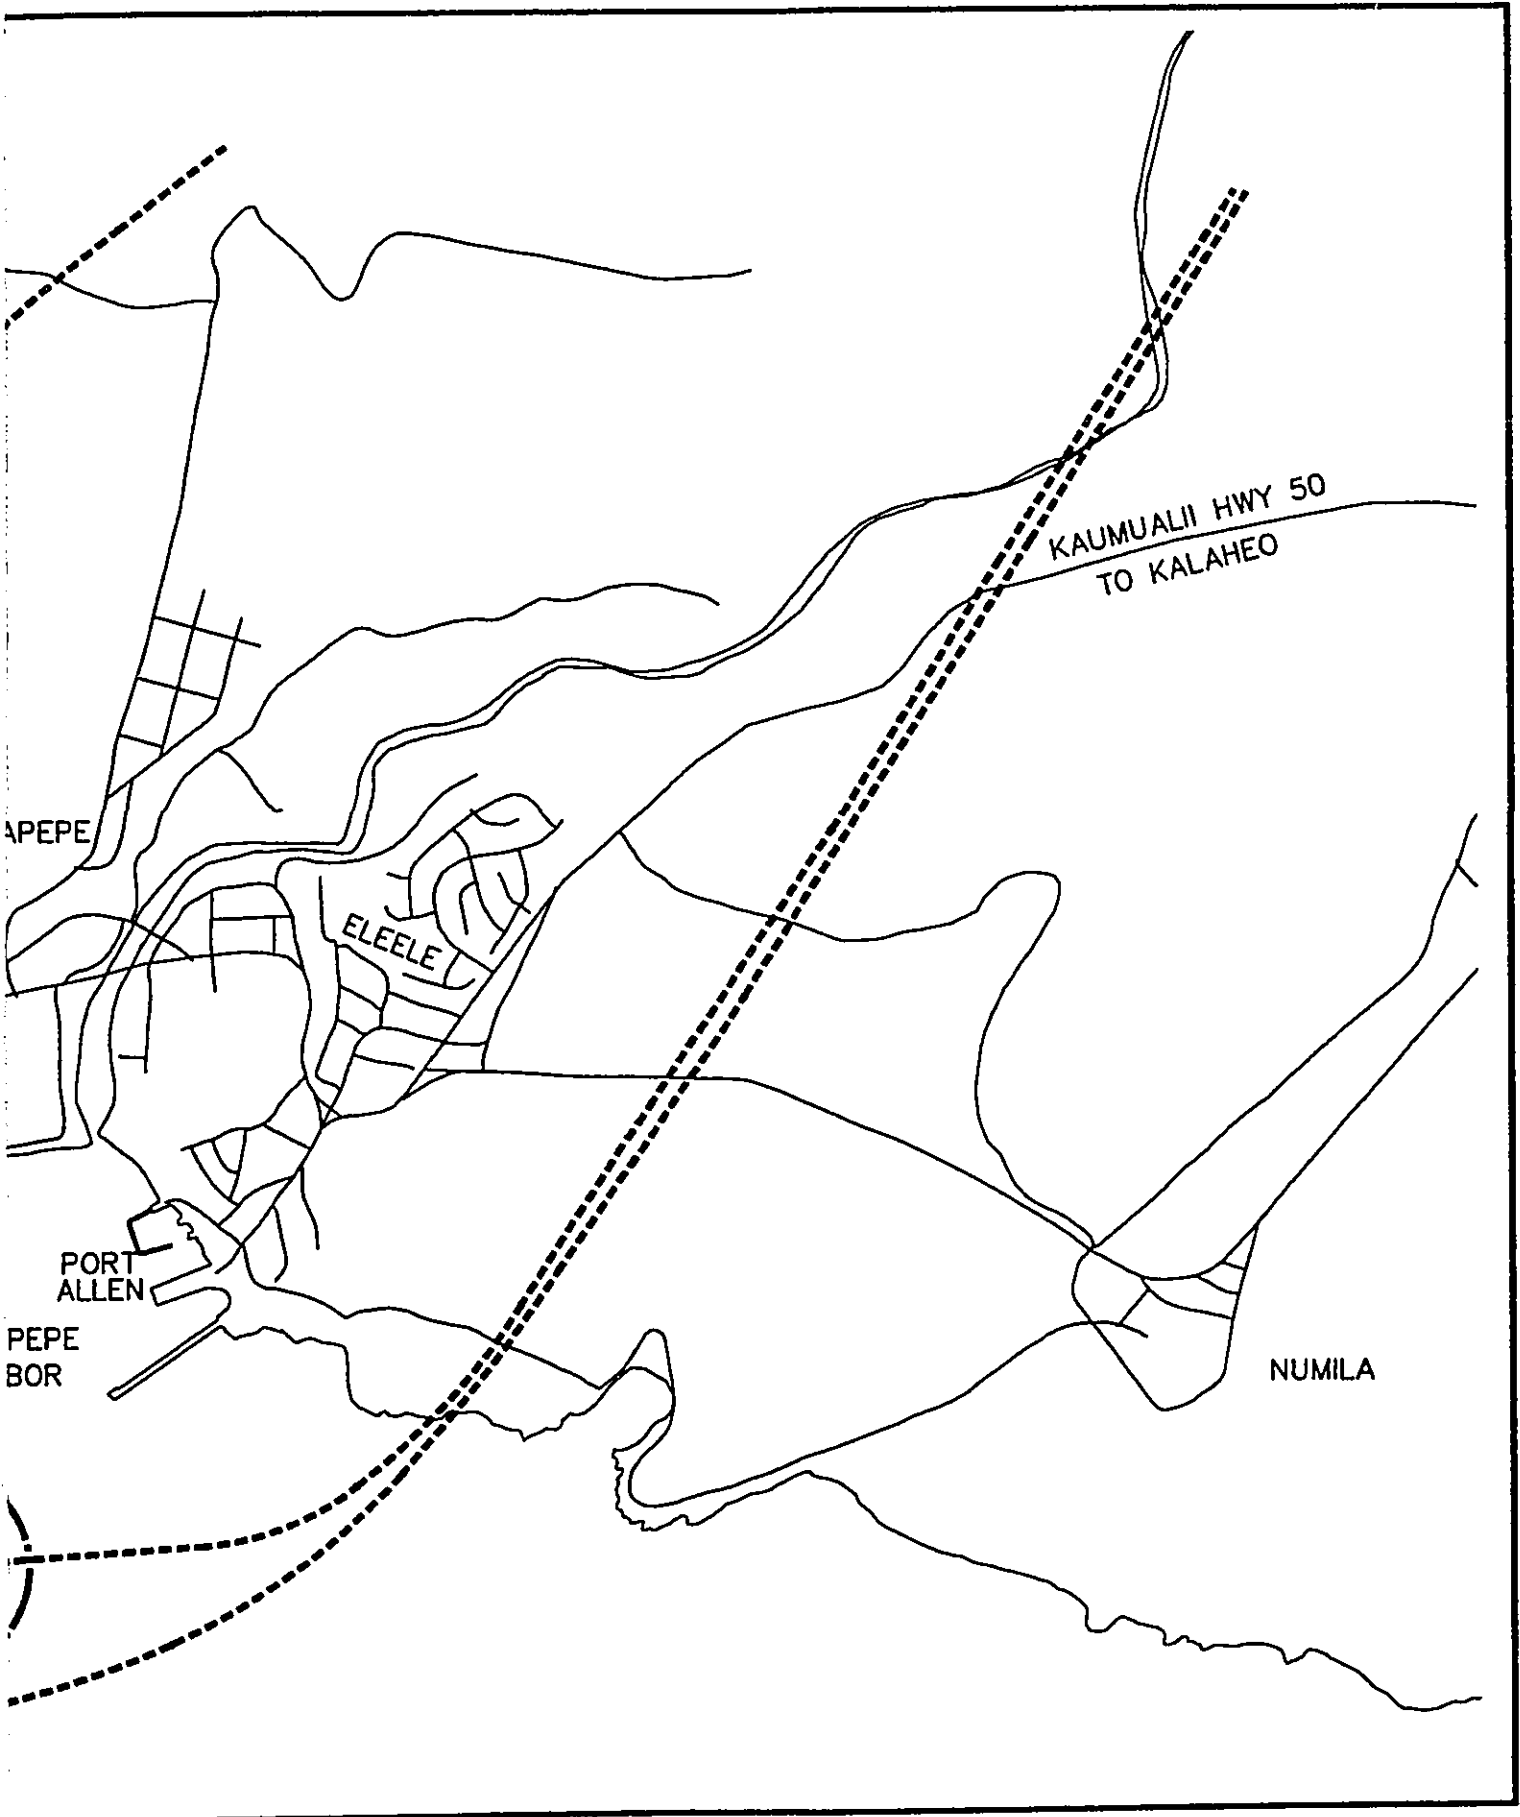 KAUMUALII HWY 50
TO KALAHEO
APEPE
ELEELE
PORT
ALLEN
PEPE
BOR
NUMILA